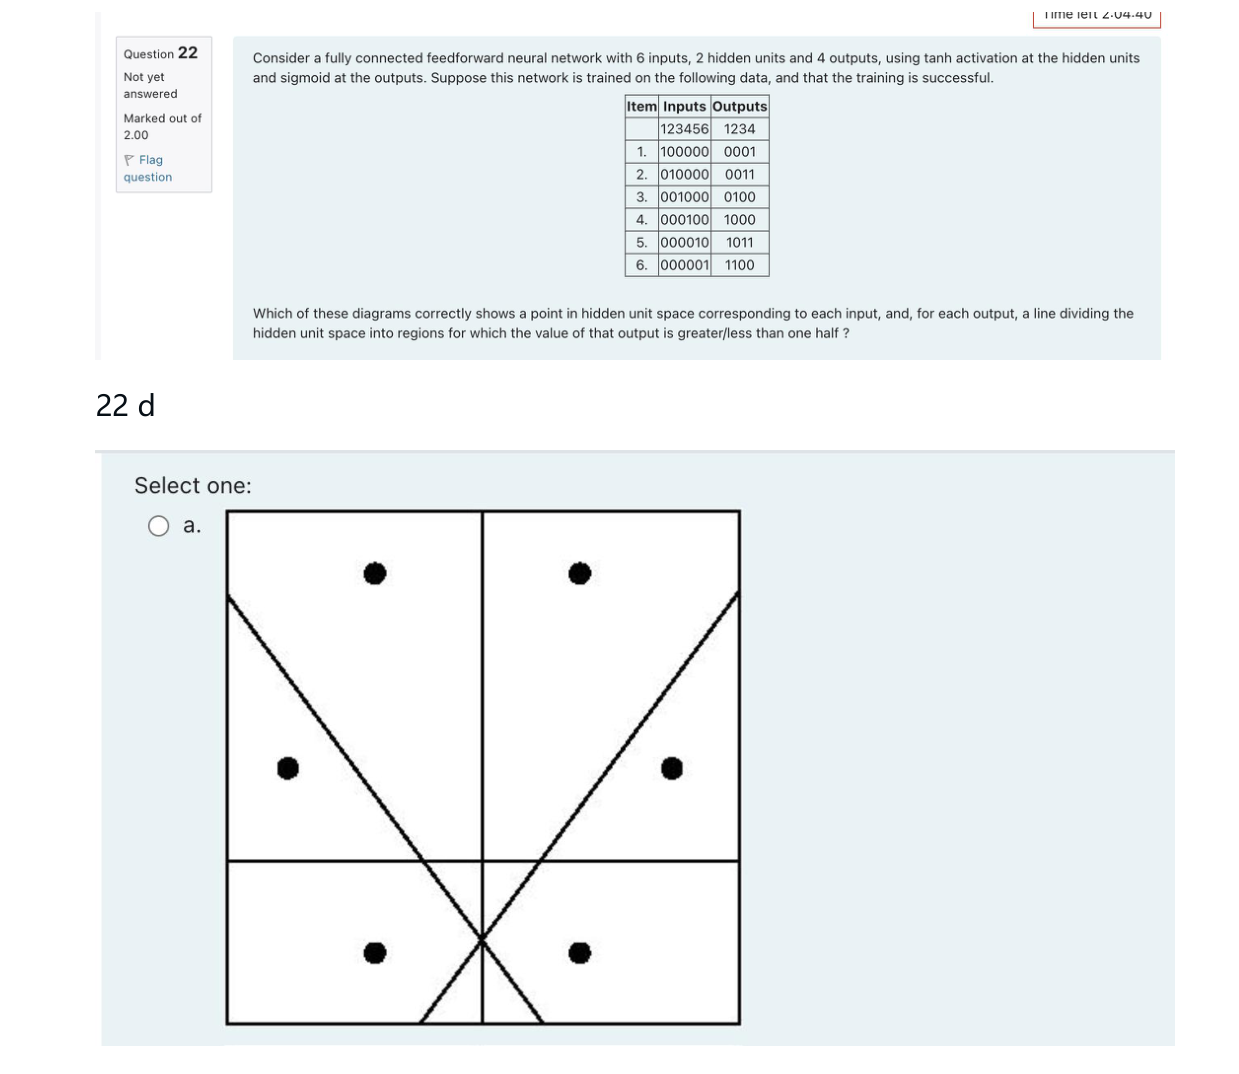 Time left 2:04:40
Question 22
Not yet
answered
Marked out of
2.00
Flag
question
Consider a fully connected feedforward neural network with 6 inputs, 2 hidden units and 4 outputs, using tanh activation at the hidden units
and sigmoid at the outputs. Suppose this network is trained on the following data, and that the training is successful.
Item Inputs Outputs
123456 1234
1. 100000 0001
2. 010000 0011
3. 001000 0100
4. 000100 1000
5. 000010 1011
6. 000001 1100
Which of these diagrams correctly shows a point in hidden unit space corresponding to each input, and, for each output, a line dividing the
hidden unit space into regions for which the value of that output is greater/less than one half ?
22 d
Select one:
a.